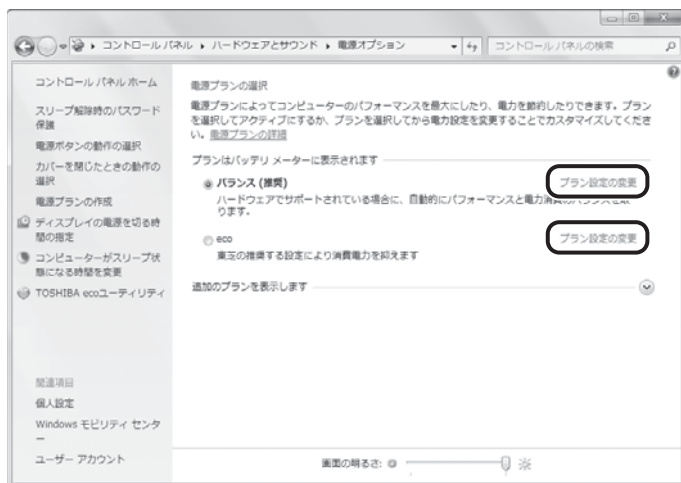 コントロール パネル ▸ ハードウェアとサウンド ▸ 電源オプション
コントロール パネルの検索
コントロール パネル ホーム
スリープ解除時のパスワード
保護
電源ボタンの動作の選択
カバーを閉じたときの動作の
選択
電源プランの作成
ディスプレイの電源を切る時
間の指定
コンピューターがスリープ状
態になる時間を変更
TOSHIBA ecoユーティリティ
関連項目
個人設定
Windows モビリティ センタ
ー
ユーザー アカウント
電源プランの選択
電源プランによってコンピューターのパフォーマンスを最大にしたり、電力を節約したりできます。プラン
を選択してアクティブにするか、プランを選択してから電力設定を変更することでカスタマイズしてくださ
い。電源プランの詳細
プランはバッテリ メーターに表示されます
バランス (推奨)
プラン設定の変更
ハードウェアでサポートされている場合に、自動的にパフォーマンスと電力消費のバランスを取
ります。
eco
プラン設定の変更
東芝の推奨する設定により消費電力を抑えます
追加のプランを表示します
画面の明るさ: